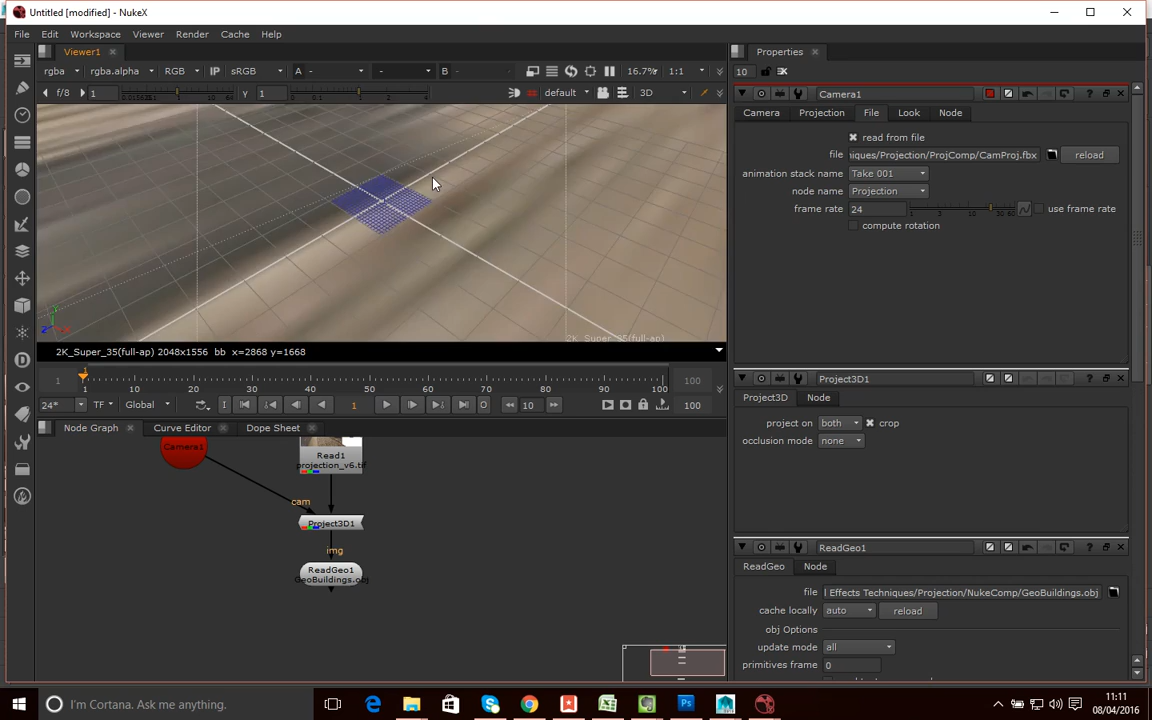 Untitled [modified] - NukeX
File Edit Workspace Viewer Render Cache Help
Viewer1
rgba rgba.alpha RGB IP sRGB A - - B - 16.7% 1:1
f/8 1 Y 1 default 3D
2K_Super_35(full-ap)
2K_Super_35(full-ap) 2048x1556 bb x=2868 y=1668
1 1 10 20 30 40 50 60 70 80 90 100 100
1
24* TF Global I 1 O 10 100
Node Graph Curve Editor Dope Sheet
Camera1
Read1
projection_v6.tif
cam
Project3D1
img
ReadGeo1
GeoBuildings.obj
Properties
10
Camera1
Camera Projection File Look Node
read from file
file iques/Projection/ProjComp/CamProj.fbx reload
animation stack name Take 001
node name Projection
frame rate 24 use frame rate
compute rotation
Project3D1
Project3D Node
project on both crop
occlusion mode none
ReadGeo1
ReadGeo Node
file l Effects Techniques/Projection/NukeComp/GeoBuildings.obj
cache locally auto reload
obj Options
update mode all
primitives frame 0
I'm Cortana. Ask me anything.
11:11
08/04/2016